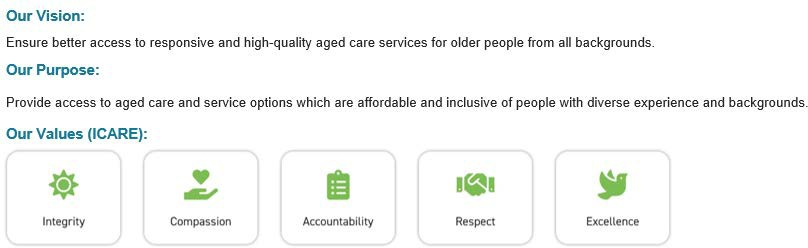 Our Vision:
Ensure better access to responsive and high-quality aged care services for older people from all backgrounds.
Our Purpose:
Provide access to aged care and service options which are affordable and inclusive of people with diverse experience and backgrounds.
Our Values (ICARE):
Integrity
Compassion
Accountability
Respect
Excellence